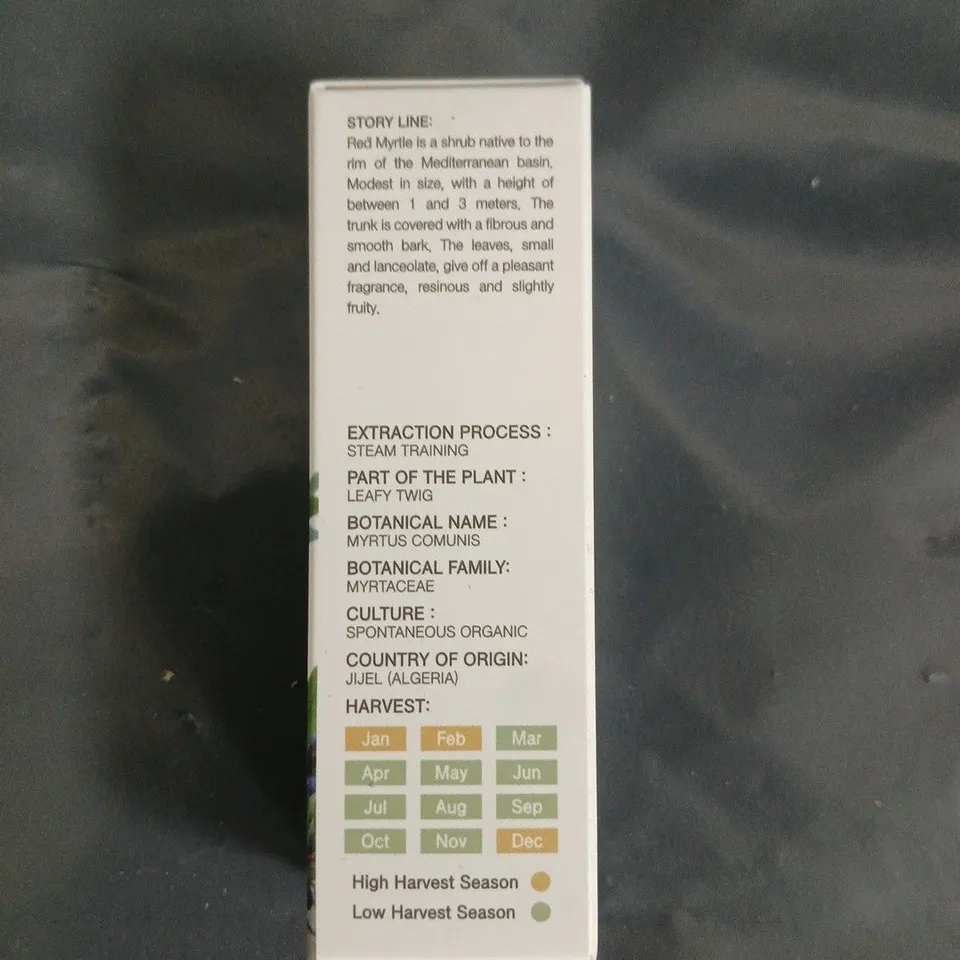 STORY LINE:
Red Myrtle is a shrub native to the
rim of the Mediterranean basin.
Modest in size, with a height of
between 1 and 3 meters. The
trunk is covered with a fibrous and
smooth bark. The leaves, small
and lanceolate, give off a pleasant
fragrance, resinous and slightly
fruity.
EXTRACTION PROCESS :
STEAM TRAINING
PART OF THE PLANT :
LEAFY TWIG
BOTANICAL NAME :
MYRTUS COMUNIS
BOTANICAL FAMILY:
MYRTACEAE
CULTURE :
SPONTANEOUS ORGANIC
COUNTRY OF ORIGIN:
JIJEL (ALGERIA)
HARVEST:
Jan Feb Mar
Apr May Jun
Jul Aug Sep
Oct Nov Dec
High Harvest Season
Low Harvest Season